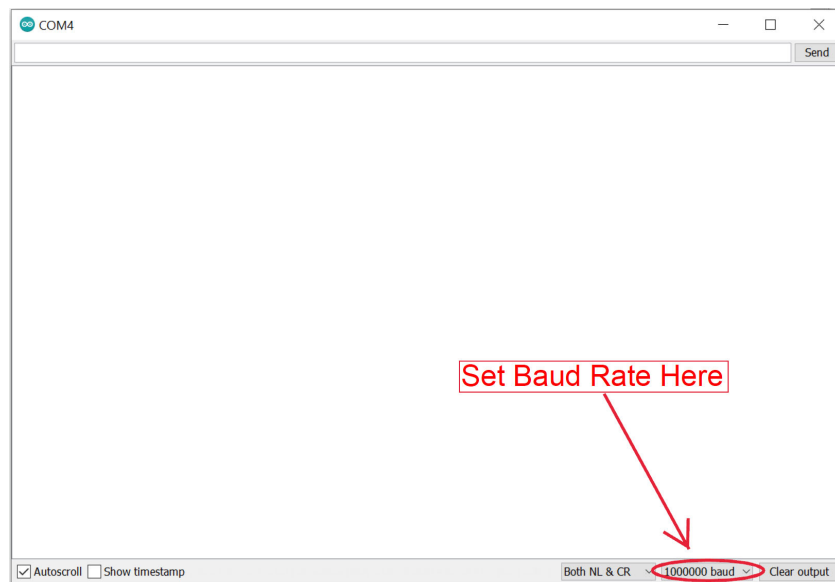 COM4
Send
Set Baud Rate Here
Autoscroll Show timestamp Both NL & CR 1000000 baud Clear output